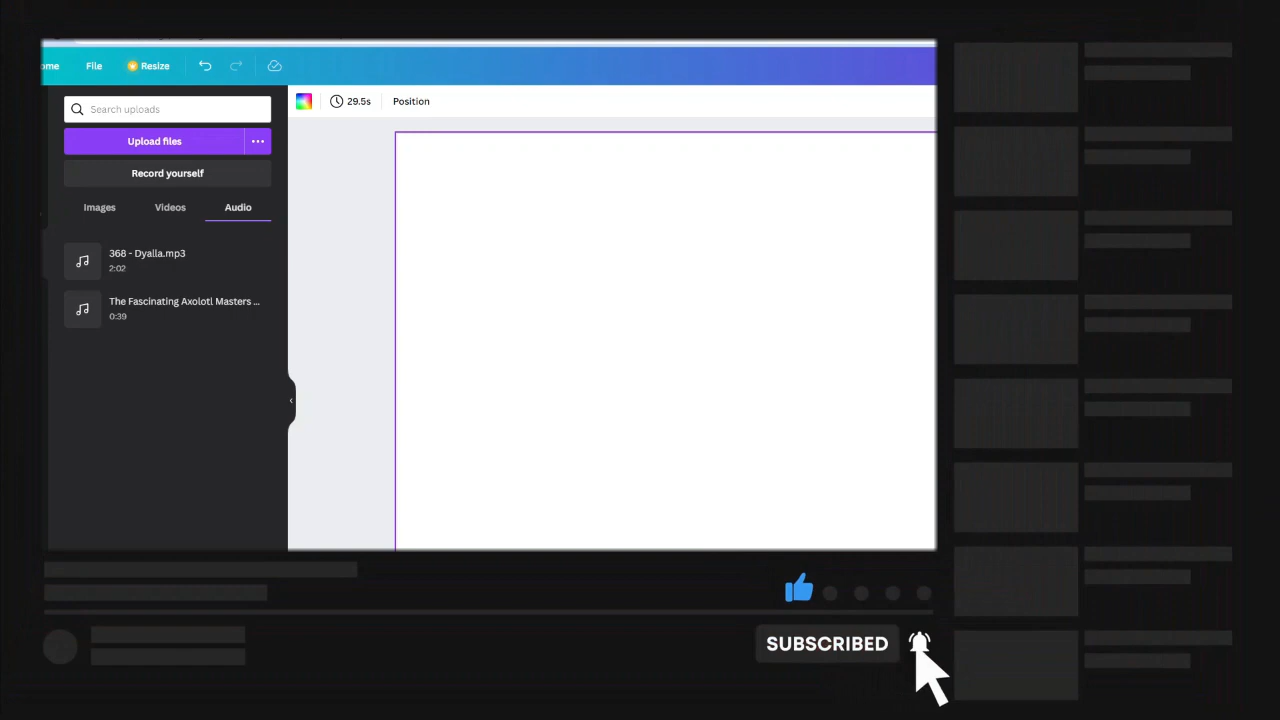 ome File Resize
Search uploads
29.5s Position
Upload files
Record yourself
Images Videos Audio
368 - Dyalla.mp3
2:02
The Fascinating Axolotl Masters ...
0:39
SUBSCRIBED